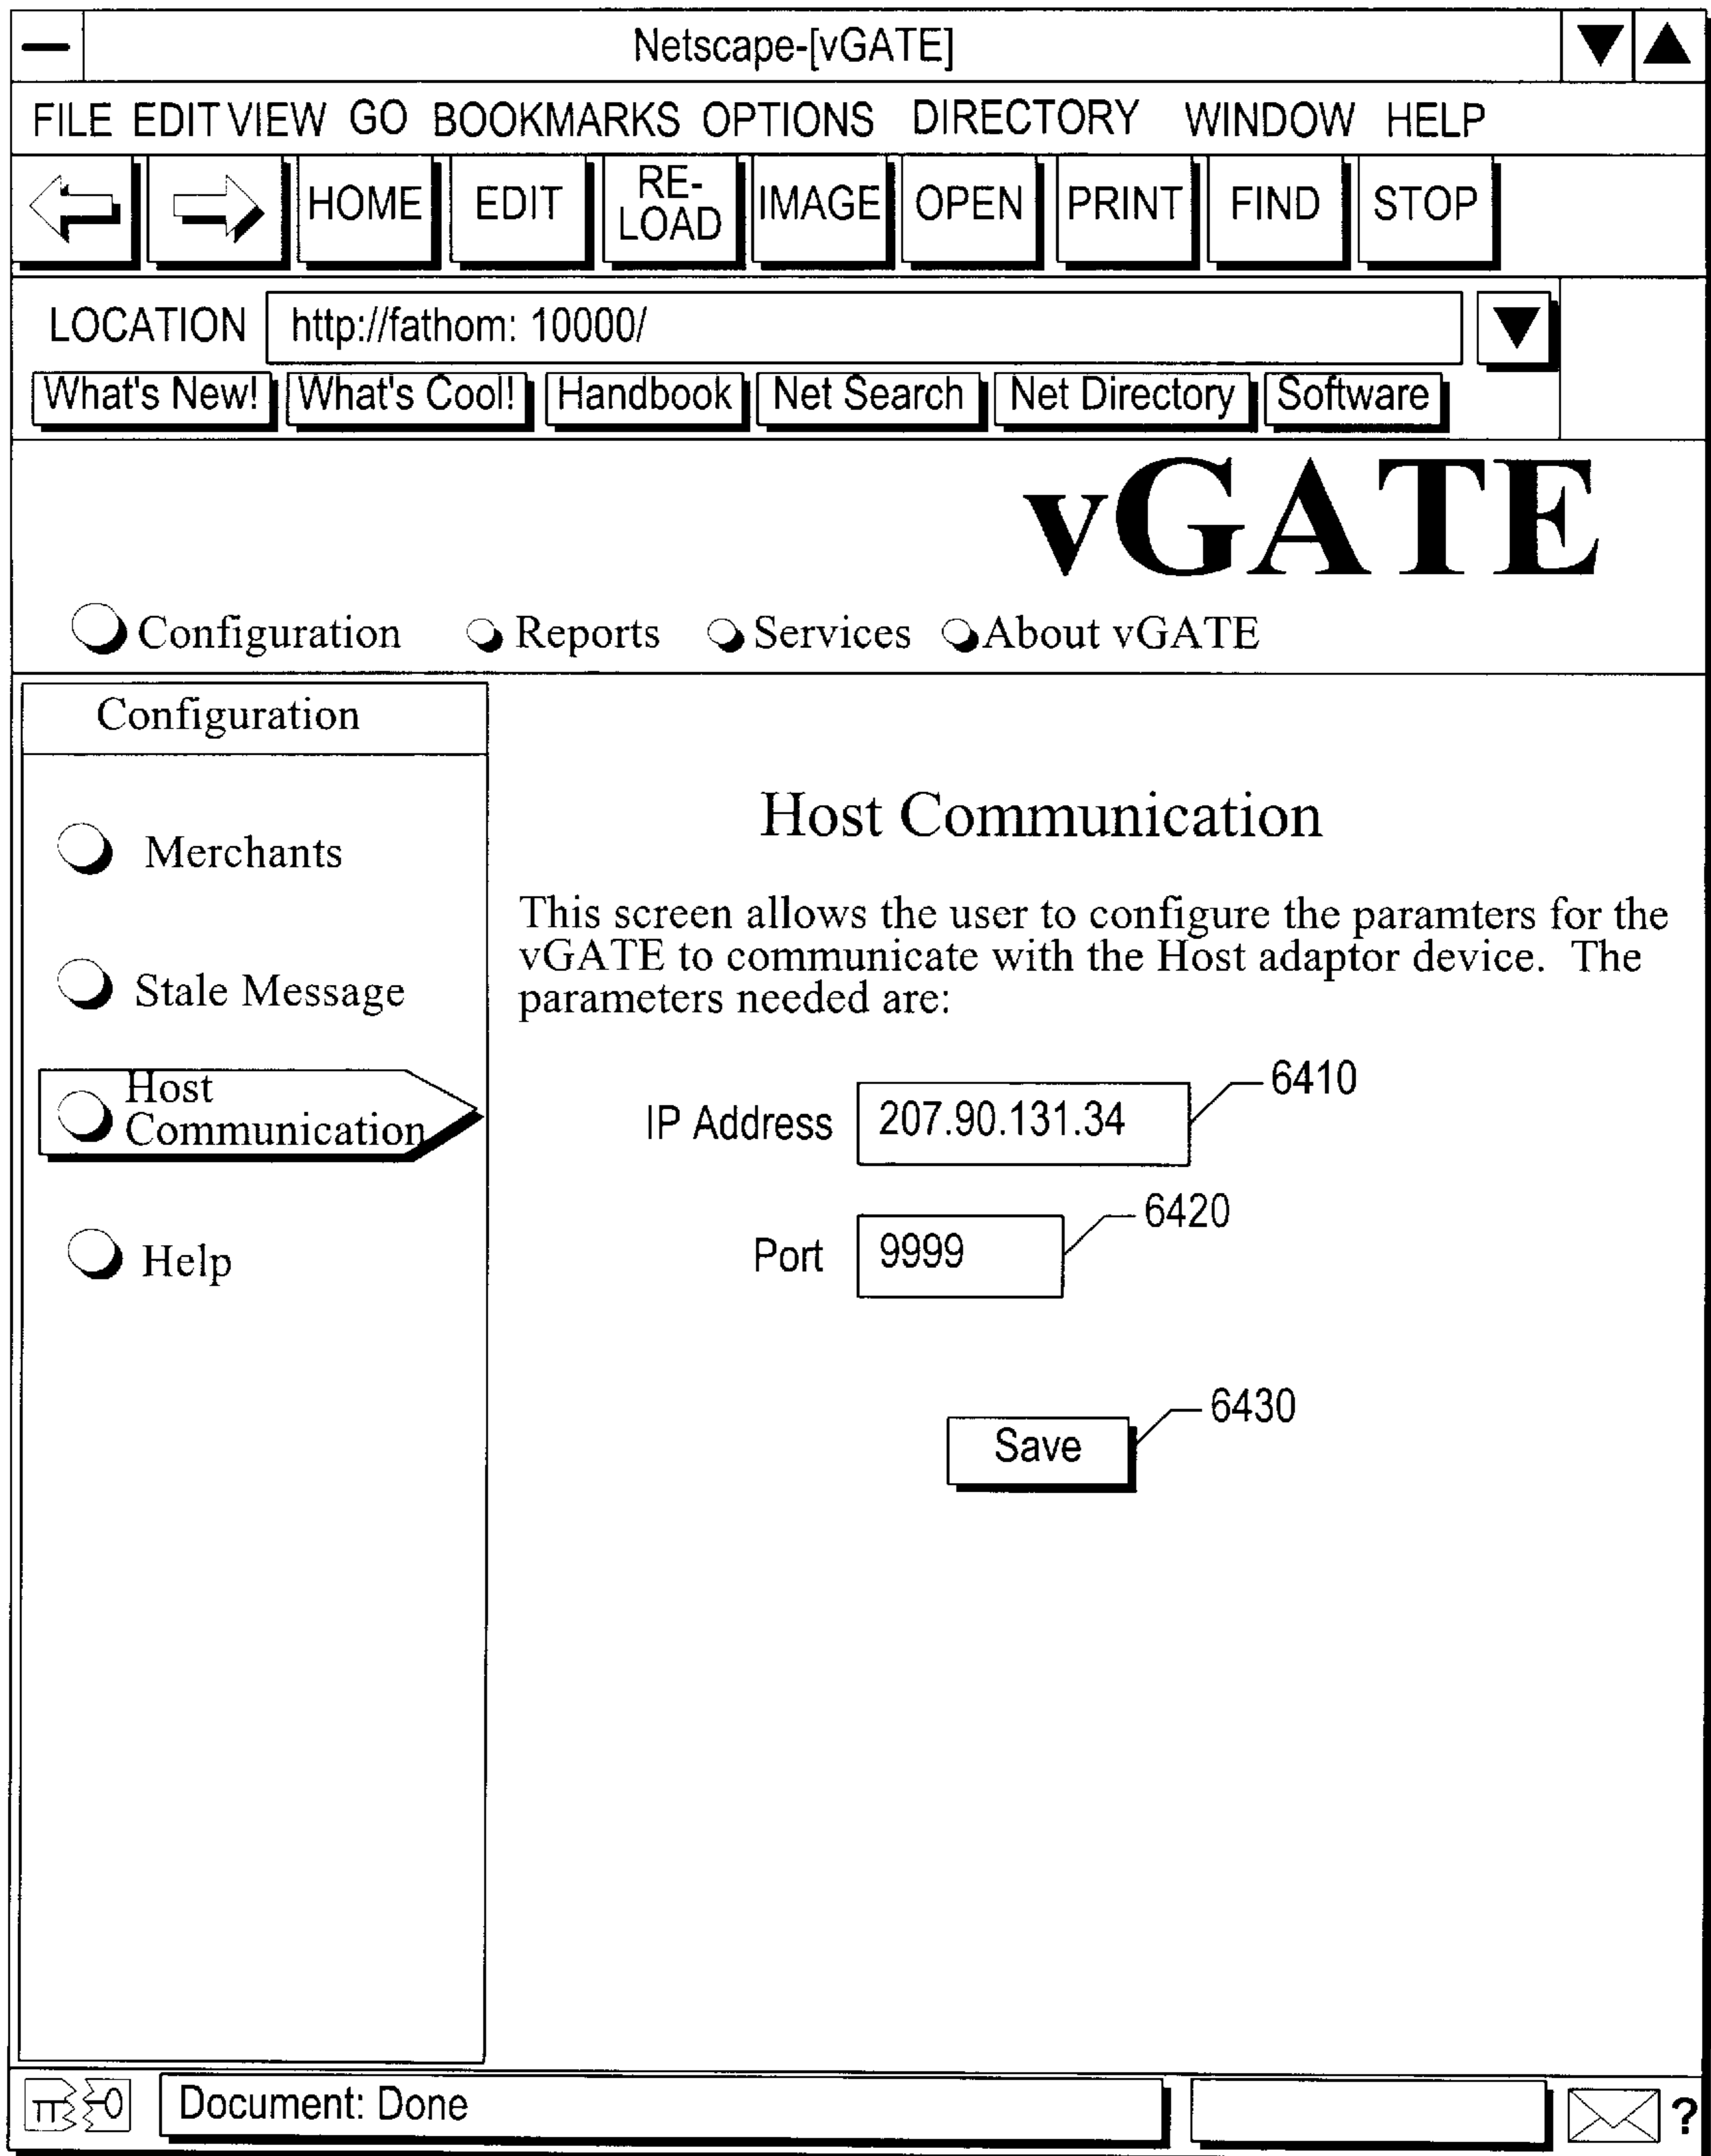 Netscape-[vGATE]
FILE EDIT VIEW GO BOOKMARKS OPTIONS DIRECTORY WINDOW HELP
HOME EDIT RE-LOAD IMAGE OPEN PRINT FIND STOP
LOCATION http://fathom: 10000/
What's New! What's Cool! Handbook Net Search Net Directory Software
vGATE
Configuration Reports Services About vGATE
Configuration
Merchants
Stale Message
Host
Communication
Help
Host Communication
This screen allows the user to configure the paramters for the
vGATE to communicate with the Host adaptor device. The
parameters needed are:
IP Address 207.90.131.34 6410
Port 9999 6420
Save 6430
Document: Done
?